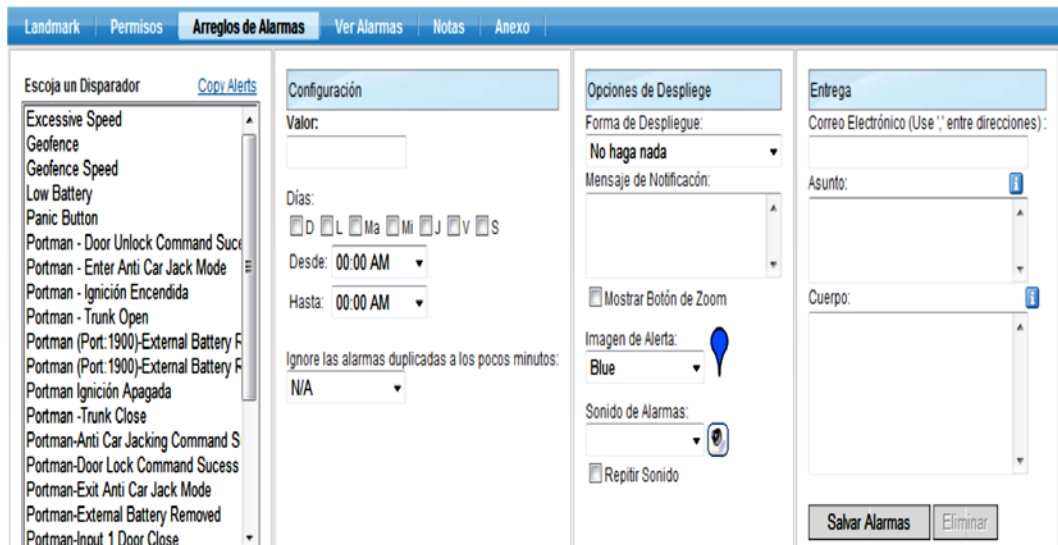 Landmark Permisos Arreglos de Alarmas Ver Alarmas Notas Anexo
Escoja un Disparador Copy Alerts
Excessive Speed
Geofence
Geofence Speed
Low Battery
Panic Button
Portman - Door Unlock Command Suce
Portman - Enter Anti Car Jack Mode
Portman - Ignición Encendida
Portman - Trunk Open
Portman (Port:1900)-External Battery R
Portman (Port:1900)-External Battery R
Portman Ignición Apagada
Portman -Trunk Close
Portman-Anti Car Jacking Command S
Portman-Door Lock Command Sucess
Portman-Exit Anti Car Jack Mode
Portman-External Battery Removed
Portman-Input 1 Door Close
Configuración
Valor:
Días:
D L Ma Mi J V S
Desde: 00:00 AM
Hasta: 00:00 AM
Ignore las alarmas duplicadas a los pocos minutos:
N/A
Opciones de Despliege
Forma de Despliegue:
No haga nada
Mensaje de Notificacón:
Mostrar Botón de Zoom
Imagen de Alerta:
Blue
Sonido de Alarmas:
Repitir Sonido
Entrega
Correo Electrónico (Use ',' entre direcciones) :
Asunto:
Cuerpo:
Salvar Alarmas Eliminar